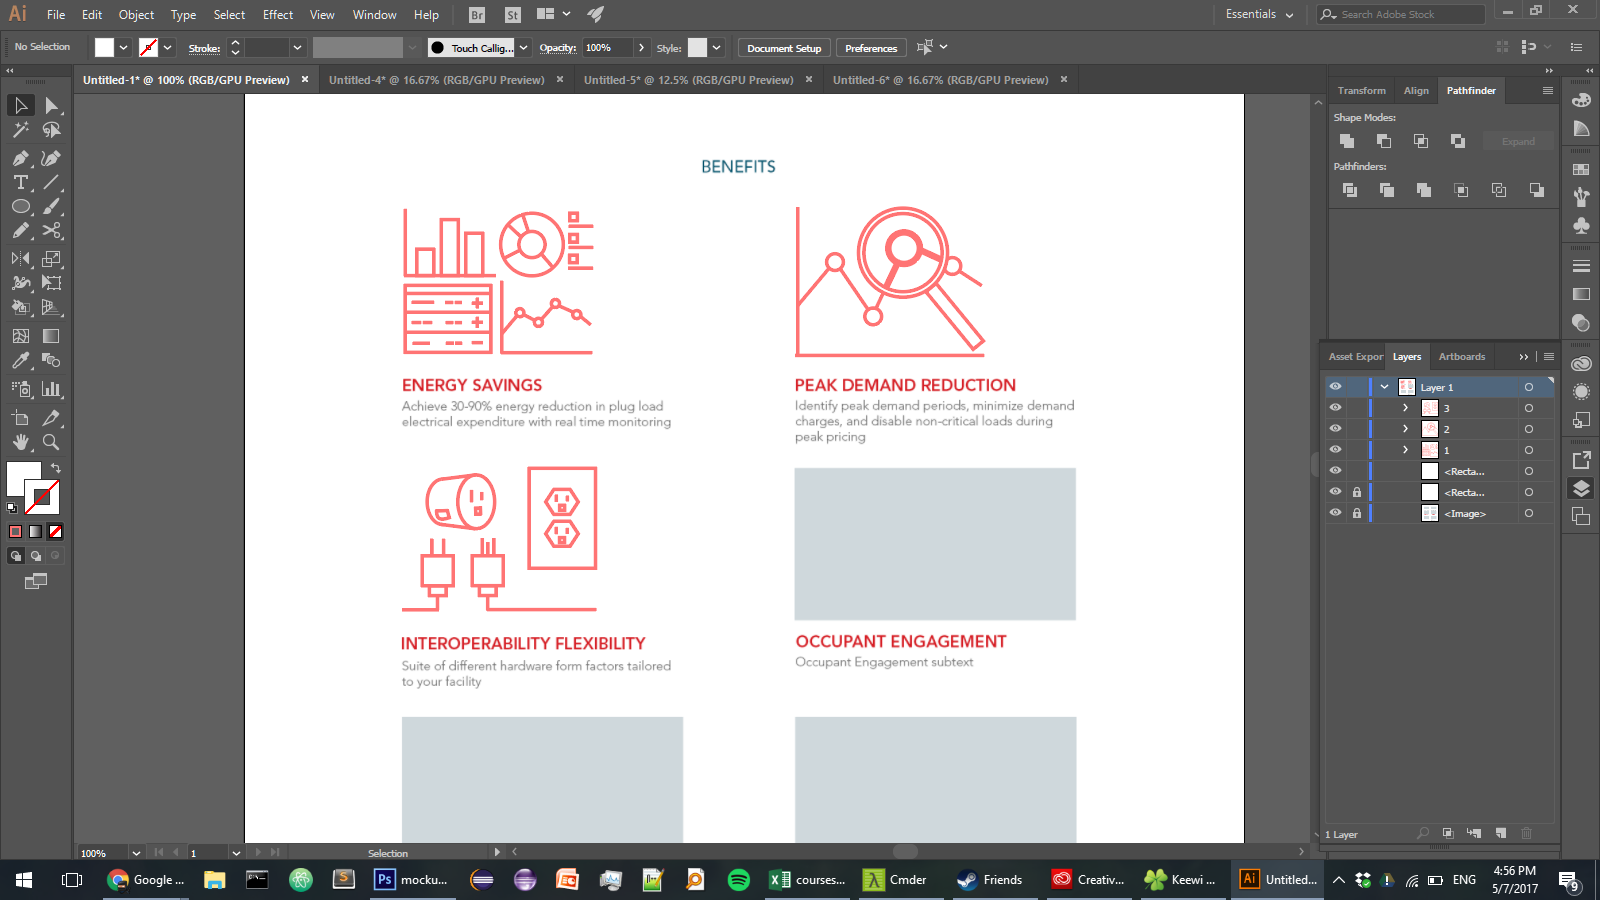 Ai File Edit Object Type Select Effect View Window Help Br St Essentials Search Adobe Stock
No Selection Stroke: Touch Callig... Opacity: 100% Style: Document Setup Preferences
Untitled-1* @ 100% (RGB/GPU Preview) × Untitled-4* @ 16.67% (RGB/GPU Preview) × Untitled-5* @ 12.5% (RGB/GPU Preview) × Untitled-6* @ 16.67% (RGB/GPU Preview) ×
Transform Align Pathfinder
Shape Modes:
Expand
Pathfinders:
BENEFITS
ENERGY SAVINGS
Achieve 30-90% energy reduction in plug load
electrical expenditure with real time monitoring
PEAK DEMAND REDUCTION
Identify peak demand periods, minimize demand
charges, and disable non-critical loads during
peak pricing
INTEROPERABILITY FLEXIBILITY
Suite of different hardware form factors tailored
to your facility
OCCUPANT ENGAGEMENT
Occupant Engagement subtext
Asset Expor Layers Artboards
Layer 1
3
2
1
<Recta...
<Recta...
<Image>
1 Layer
100% 1 Selection
Google ... Ps mocku... S courses... λ Cmder Friends Creativ... Keewi ... Ai Untitled... ENG
4:56 PM
5/7/2017
9